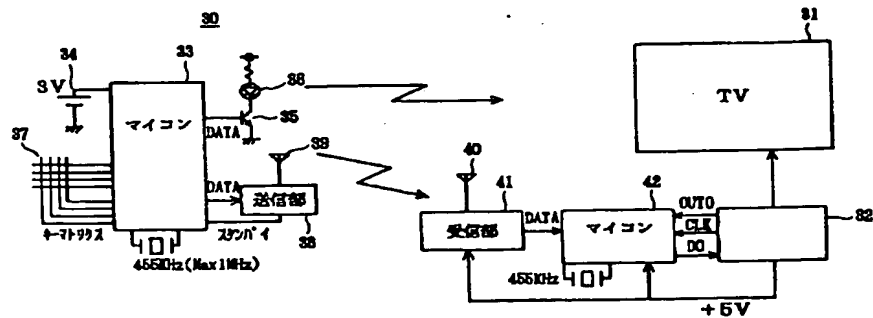 30
34
33
3V
36
マイコン
35
DATA
37
39
DATA
送信部
38
キーマトリクス
スタンバイ
455KHz(Max1MHz)
31
TV
40
41
42
受信部
DATA
マイコン
OUTO
CLK
DO
32
455KHz
+5V